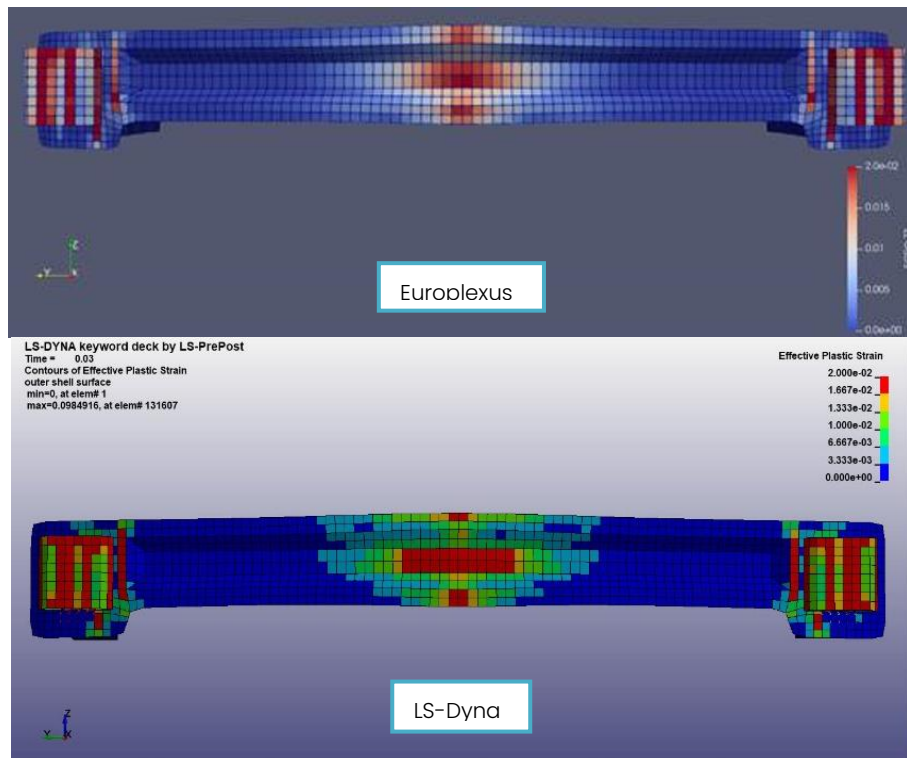 2.0e-02
0.015
0.01
0.005
0.0e+00
Z
Y
X
Europlexus
LS-DYNA keyword deck by LS-PrePost
Time = 0.03
Contours of Effective Plastic Strain
outer shell surface
min=0, at elem# 1
max=0.0984916, at elem# 131607
Effective Plastic Strain
2.000e-02
1.667e-02
1.333e-02
1.000e-02
6.667e-03
3.333e-03
0.000e+00
LS-Dyna
Z
Y
X